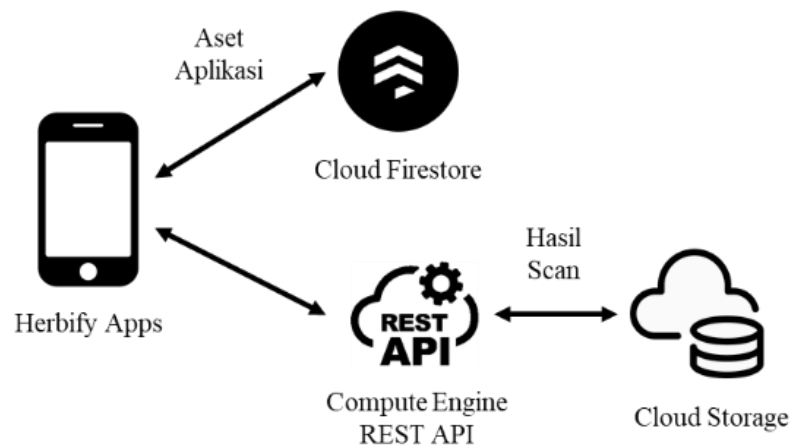 Aset
Aplikasi
Cloud Firestore
Herbify Apps
REST
API
Compute Engine
REST API
Hasil
Scan
Cloud Storage